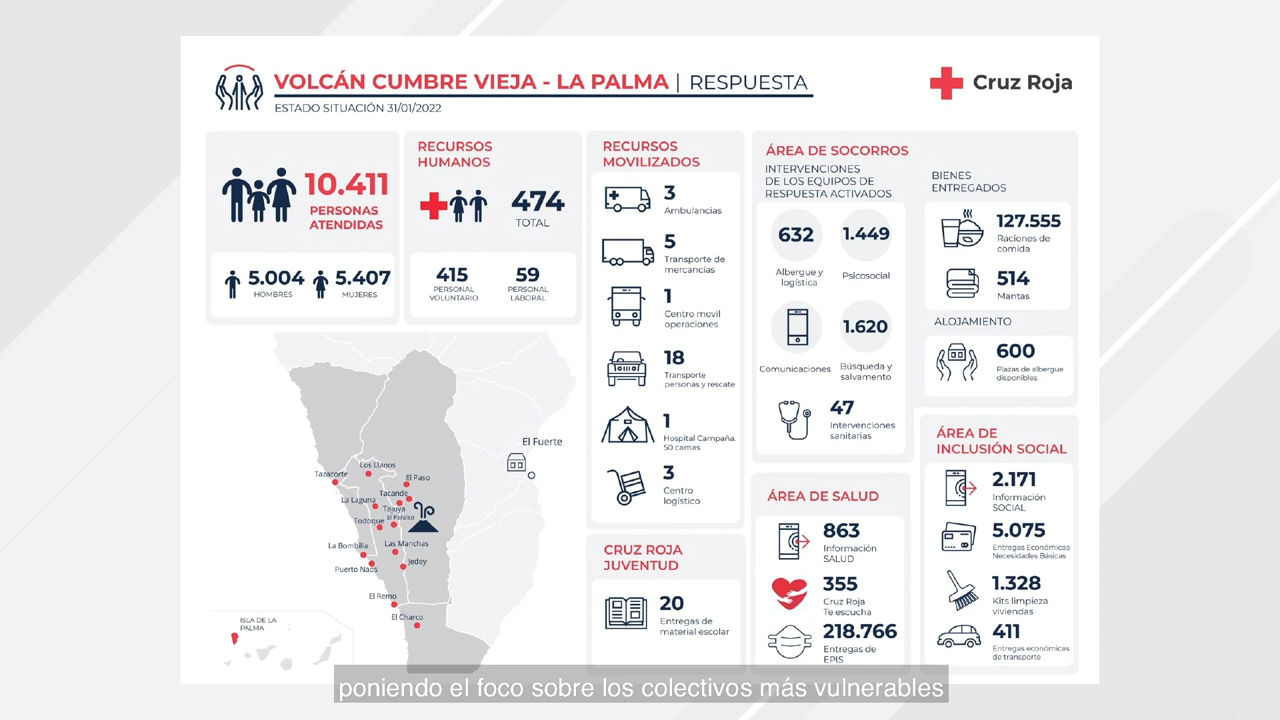 VOLCÁN CUMBRE VIEJA - LA PALMA | RESPUESTA
ESTADO SITUACIÓN 31/01/2022
Cruz Roja
10.411
PERSONAS
ATENDIDAS
5.004
HOMBRES
5.407
MUJERES
RECURSOS
HUMANOS
474
TOTAL
415
PERSONAL
VOLUNTARIO
59
PERSONAL
LABORAL
RECURSOS
MOVILIZADOS
3
Ambulancias
5
Transporte de
mercancías
1
Centro movil
operaciones
18
Transporte
personas y rescate
1
Hospital Campaña.
50 camas
3
Centro
logístico
CRUZ ROJA
JUVENTUD
20
Entregas de
material escolar
ÁREA DE SOCORROS
INTERVENCIONES
DE LOS EQUIPOS DE
RESPUESTA ACTIVADOS
632
Albergue y
logística
1.449
Psicosocial
Comunicaciones
1.620
Búsqueda y
salvamento
47
Intervenciones
sanitarias
BIENES
ENTREGADOS
127.555
Raciones de
comida
514
Mantas
ALOJAMIENTO
600
Plazas de albergue
disponibles
ÁREA DE SALUD
863
Información
SALUD
355
Cruz Roja
Te escucha
218.766
Entregas de
EPIS
ÁREA DE
INCLUSIÓN SOCIAL
2.171
Información
SOCIAL
5.075
Entregas Económicas
Necesidades Básicas
1.328
Kits limpieza
viviendas
411
Entregas económicas
de transporte
El Fuerte
Los Llanos
Tazacorte
El Paso
Tacande
La Laguna
Tajuya
El Paraíso
Todoque
La Bombilla
Las Manchas
Puerto Naos
Jedey
El Remo
El Charco
ISLA DE LA
PALMA
poniendo el foco sobre los colectivos más vulnerables